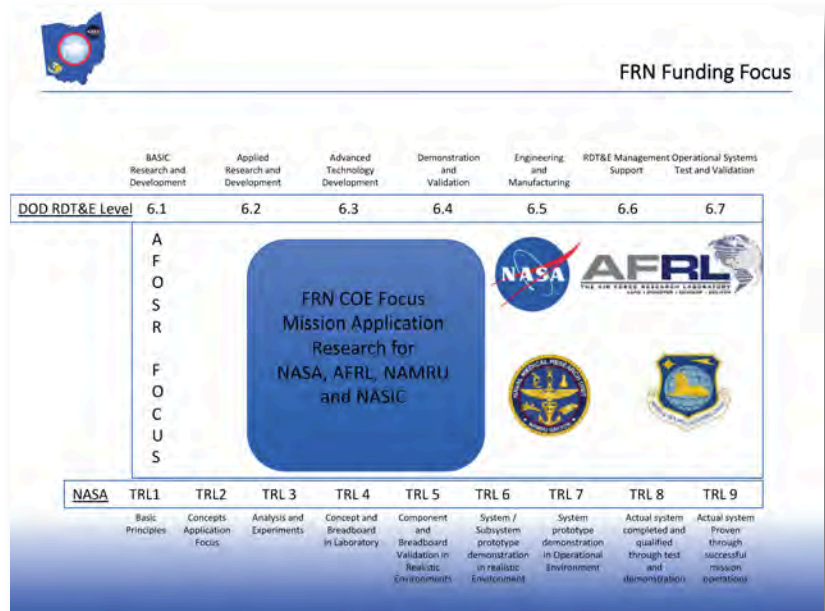 FRN Funding Focus
BASIC
Research and
Development
Applied
Research and
Development
Advanced
Technology
Development
Demonstration
and
Validation
Engineering
and
Manufacturing
RDT&E Management
Support
Operational Systems
Test and Validation
DOD RDT&E Level 6.1 6.2 6.3 6.4 6.5 6.6 6.7
A
F
O
S
R
F
O
C
U
S
FRN COE Focus
Mission Application
Research for
NASA, AFRL, NAMRU
and NASIC
NASA
AFRL
THE AIR FORCE RESEARCH LABORATORY
NASA TRL1 TRL2 TRL 3 TRL 4 TRL 5 TRL 6 TRL 7 TRL 8 TRL 9
Basic
Principles
Concepts
Application
Focus
Analysis and
Experiments
Concept and
Breadboard
in Laboratory
Component
and
Breadboard
Validation in
Realistic
Environments
System /
Subsystem
prototype
demonstration
in realistic
Environment
System
prototype
demonstration
in Operational
Environment
Actual system
completed and
qualified
through test
and
demonstration
Actual system
Proven
through
successful
mission
operations